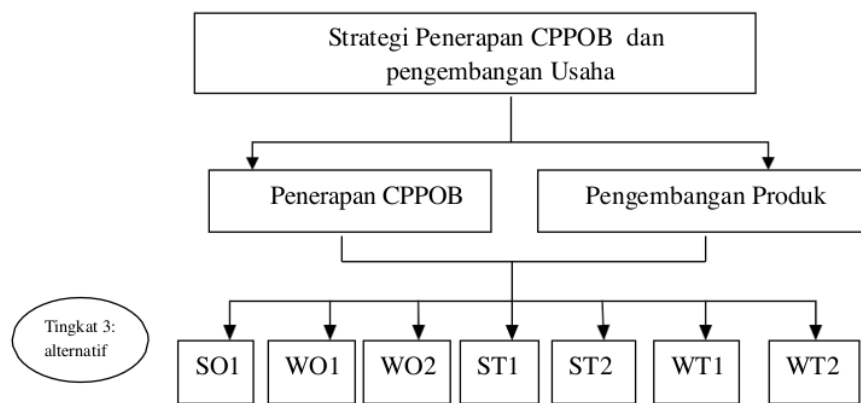 Strategi Penerapan CPPOB dan
pengembangan Usaha
Penerapan CPPOB
Pengembangan Produk
Tingkat 3:
alternatif
SO1
WO1
WO2
ST1
ST2
WT1
WT2